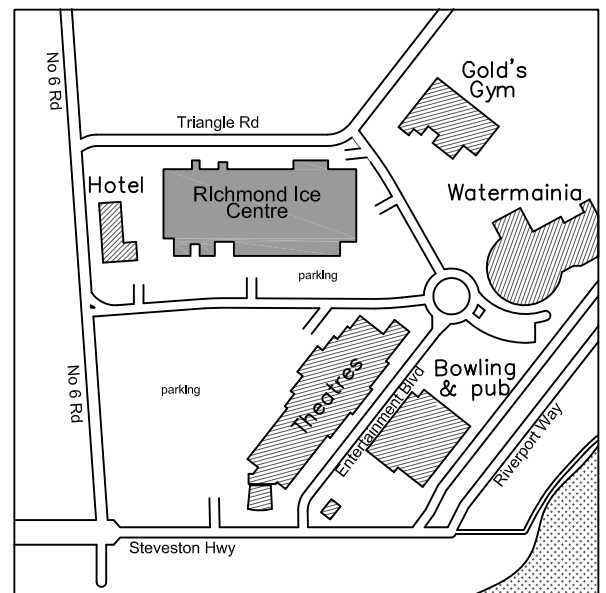 No 6 Rd
Gold's
Gym
Triangle Rd
Hotel
RIchmond Ice
Centre
Watermainia
parking
No 6 Rd
parking
Theatres
Entertainment Blvd
Bowling
& pub
Riverport Way
Steveston Hwy